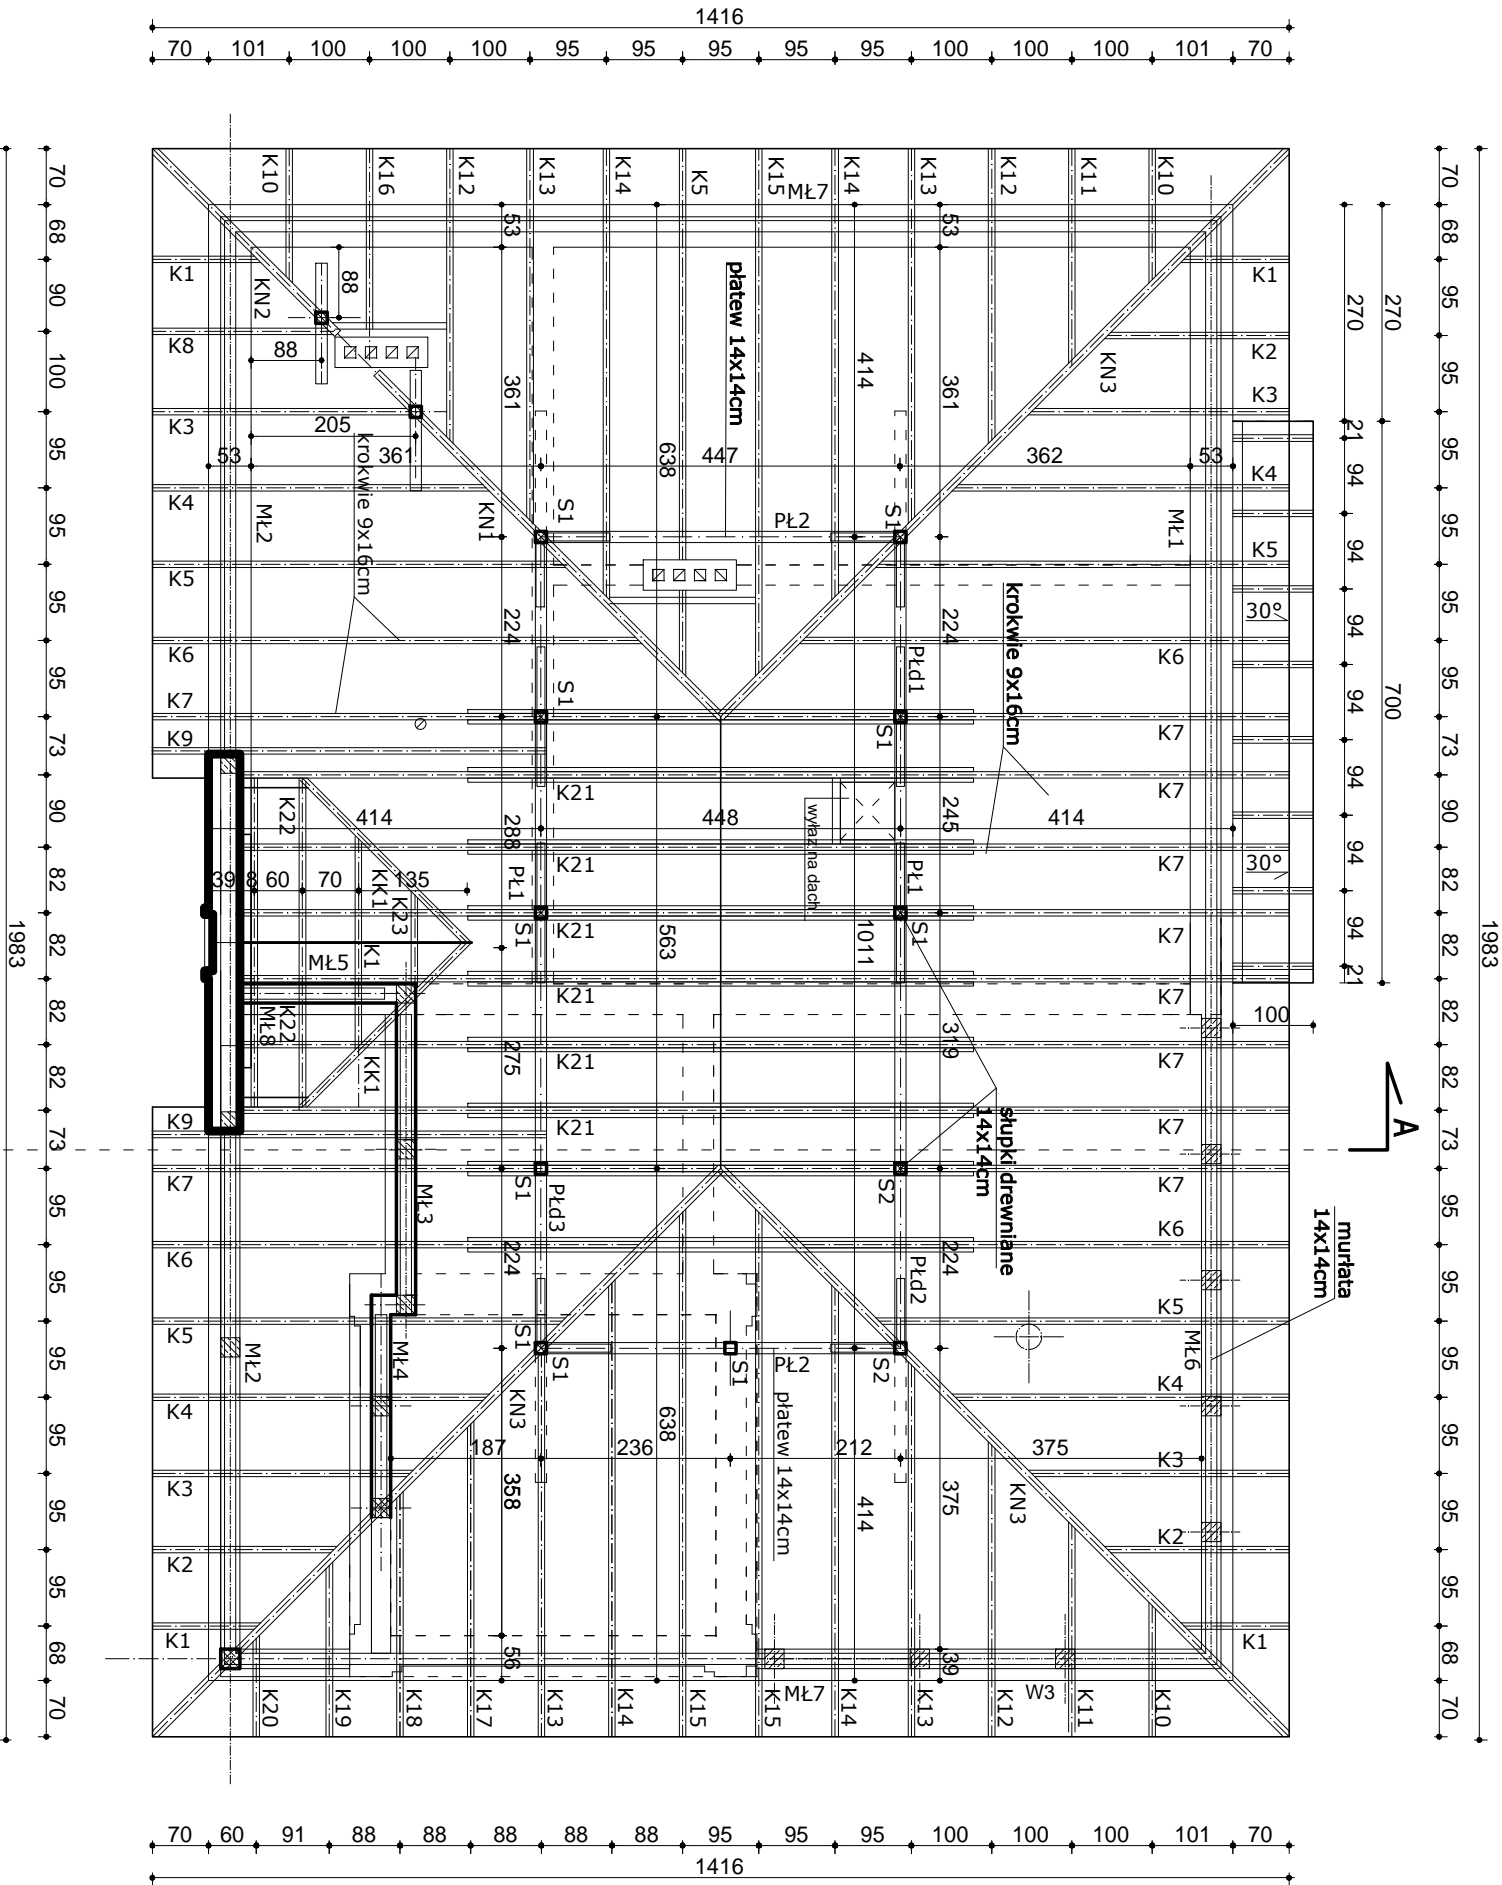 1416
70 101 100 100 100 95 95 95 95 95 100 100 100 101 70
K10 K16 K12 K13 K14 K5 K15 K14 K13 K12 K11 K10
MŁ7
1983
70 68 90 100 95 95 95 95 73 90 82 82 82 82 73 95 95 95 95 95 68 70
1983
70 68 95 95 95 95 95 95 73 90 82 82 82 82 73 95 95 95 95 95 68 70
270 270
700
21 94 94 94 94 94 94 94 21
100
30°
30°
A
K1 K8 K3 K4 K5 K6 K7 K9
K9 K7 K6 K5 K4 K3 K2 K1
K1 K2 K3 K4 K5 K6 K7 K7 K7 K7 K7 K7 K7 K7 K6 K5 K4 K3 K2 K1
53 53
88
88
KN2
KN3
płatew 14x14cm
361 414 361
205
krokwie 9x16cm
53 361 638 447 362 53
MŁ2
KN1
S1
PŁ2
S1
MŁ1
224 224
krokwie 9x16cm
PŁd1
S1
S1
K21 K21 K21 K21 K21 K21
wyłaz na dach
414 448 245 414
288
PŁ1
PŁ1
K22
39 8 60 70 135
KK1
K23
K1
MŁ5
S1
563
1011
S1
K22
MŁ8
KK1
275
319
słupki drewniane
14x14cm
murłata
14x14cm
MŁ3
S1
PŁd3
S2
224
224
PŁd2
MŁ2
MŁ4
S1
S1
PŁ2
S1
S2
MŁ6
KN3
płatew 14x14cm
187 236 638 212 375
358
414
375
KN3
56
39
W3
MŁ7
K20 K19 K18 K17 K13 K14 K15 K15 K14 K13 K12 K11 K10
70 60 91 88 88 88 88 88 95 95 95 100 100 100 101 70
1416